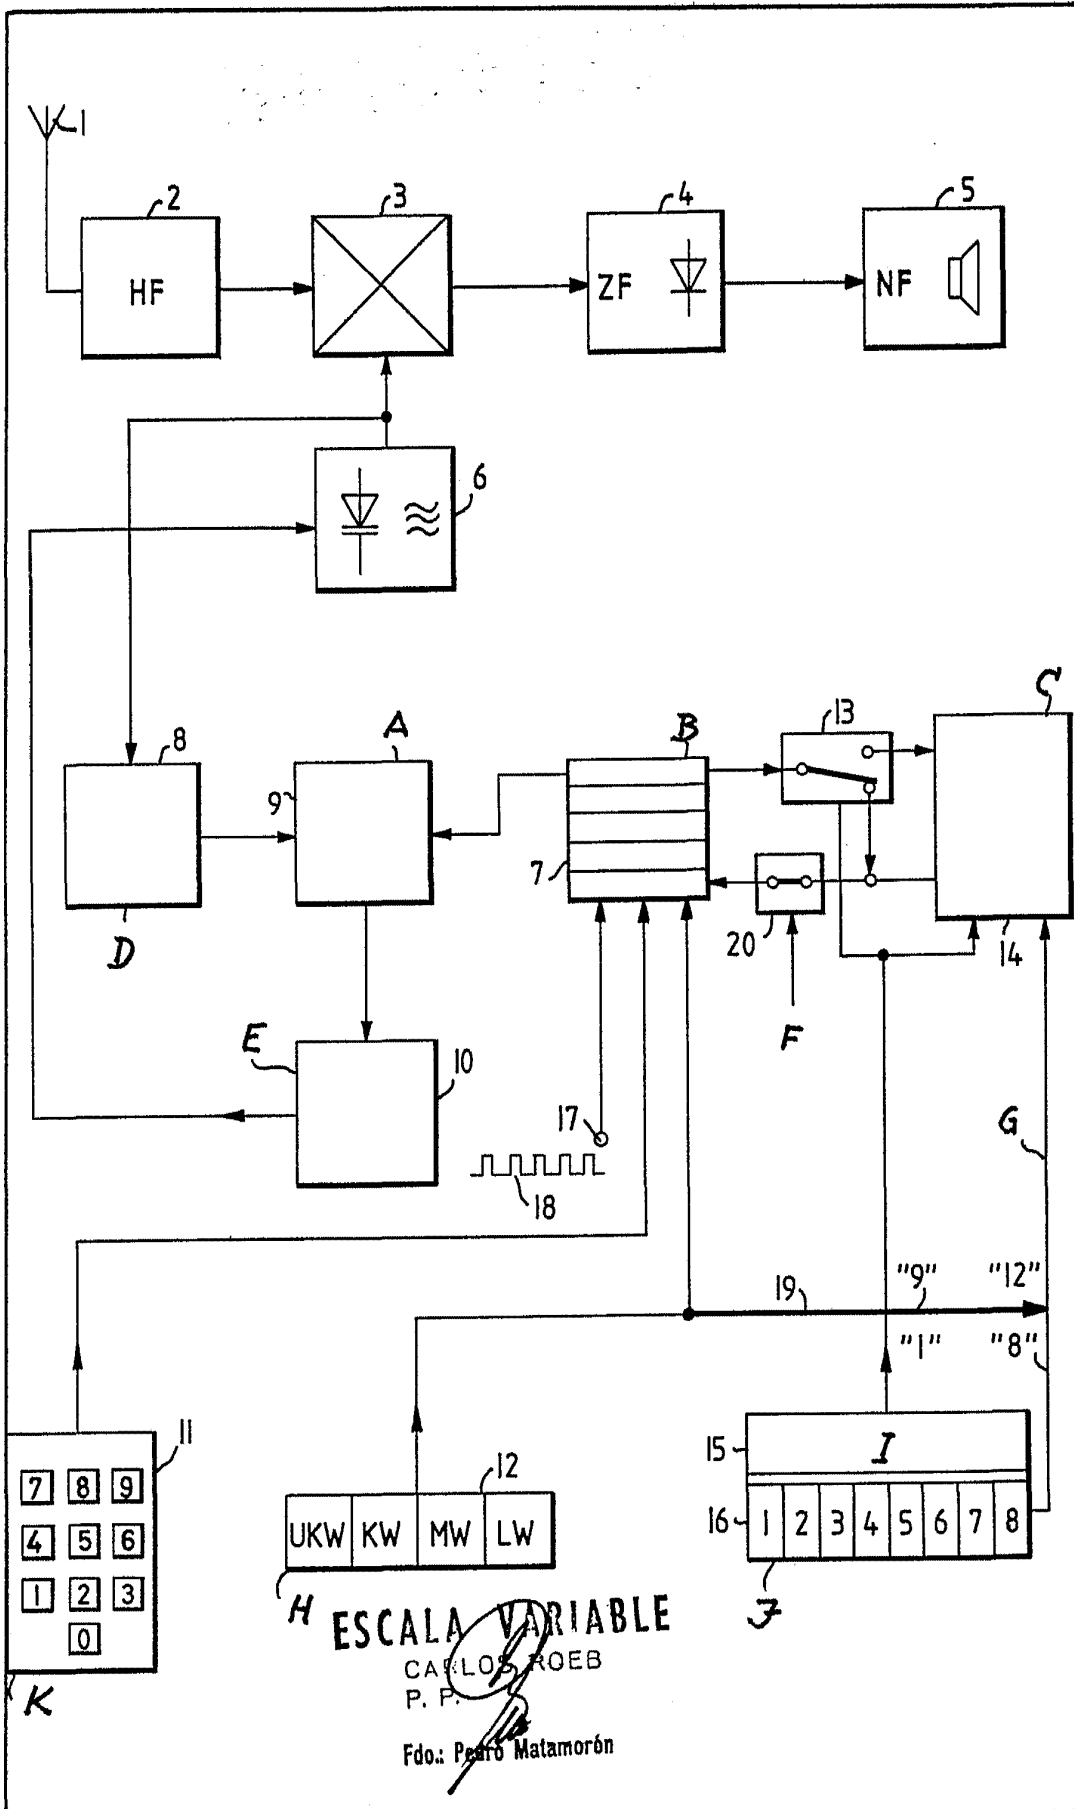 1
2
3
4
5
HF
ZF
NF
6
C
A
B
13
8
9
7
20
14
D
F
E
10
17
G
18
19
"9"
"12"
"1"
"8"
11
12
15
I
7 8 9
4 5 6
1 2 3
0
UKW KW MW LW
16
1 2 3 4 5 6 7 8
H
J
K
ESCALA VARIABLE
CARLOS ROEB
P. P.
Fdo.: Pedro Matamorón